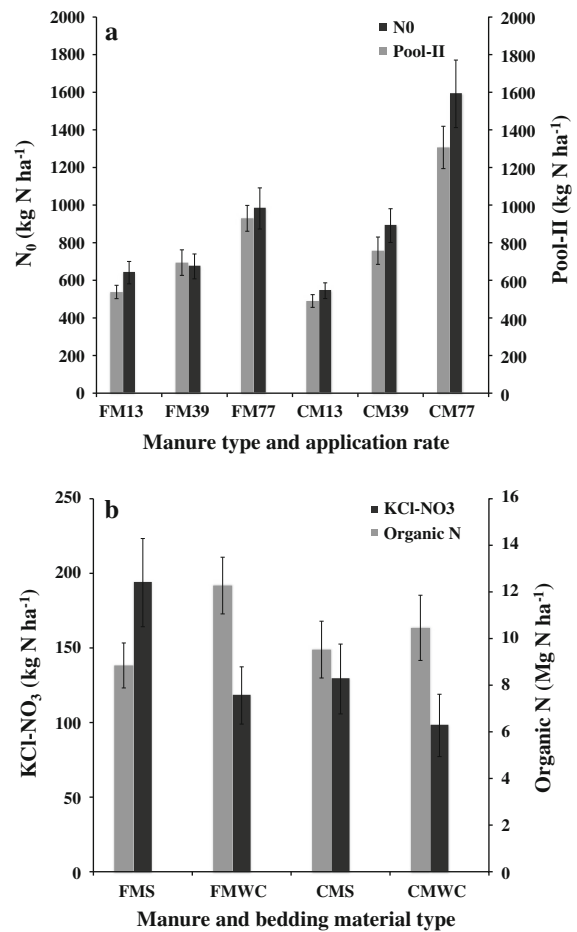 a
N0
Pool-II
2000
1800
1600
1400
1200
1000
800
600
400
200
0
N₀ (kg N ha⁻¹)
2000
1800
1600
1400
1200
1000
800
600
400
200
0
Pool-II (kg N ha⁻¹)
FM13 FM39 FM77 CM13 CM39 CM77
Manure type and application rate
b
KCl-NO3
Organic N
250
200
150
100
50
0
KCl-NO₃ (kg N ha⁻¹)
16
14
12
10
8
6
4
2
0
Organic N (Mg N ha⁻¹)
FMS FMWC CMS CMWC
Manure and bedding material type